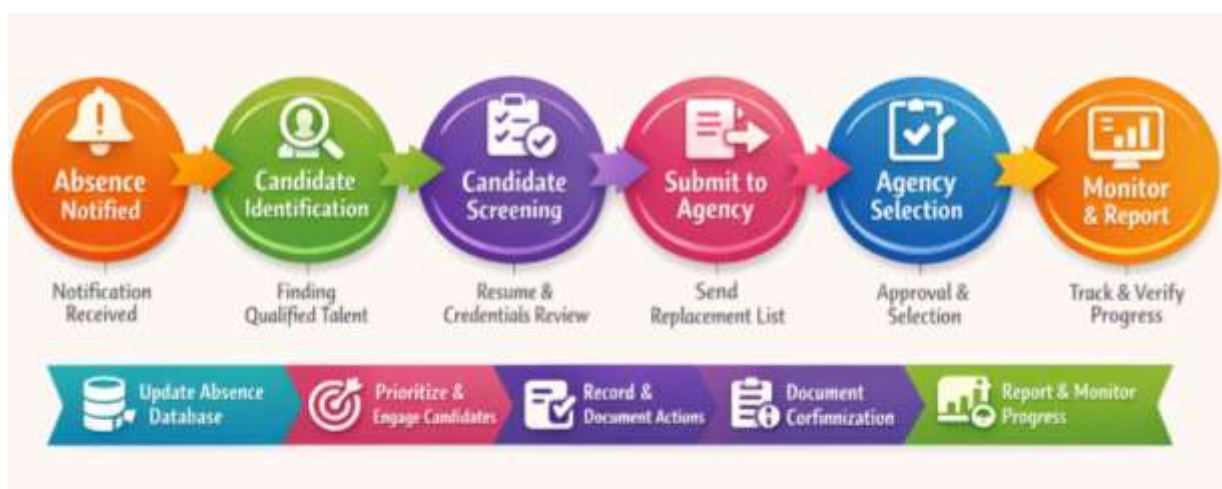 Absence
Notified
Candidate
Identification
Candidate
Screening
Submit to
Agency
Agency
Selection
Monitor
& Report
Notification
Received
Finding
Qualified Talent
Resume &
Credentials Review
Send
Replacement List
Approval &
Selection
Track & Verify
Progress
Update Absence
Database
Prioritize &
Engage Candidates
Record &
Document Actions
Document
Corfinnization
Report & Monitor
Progress